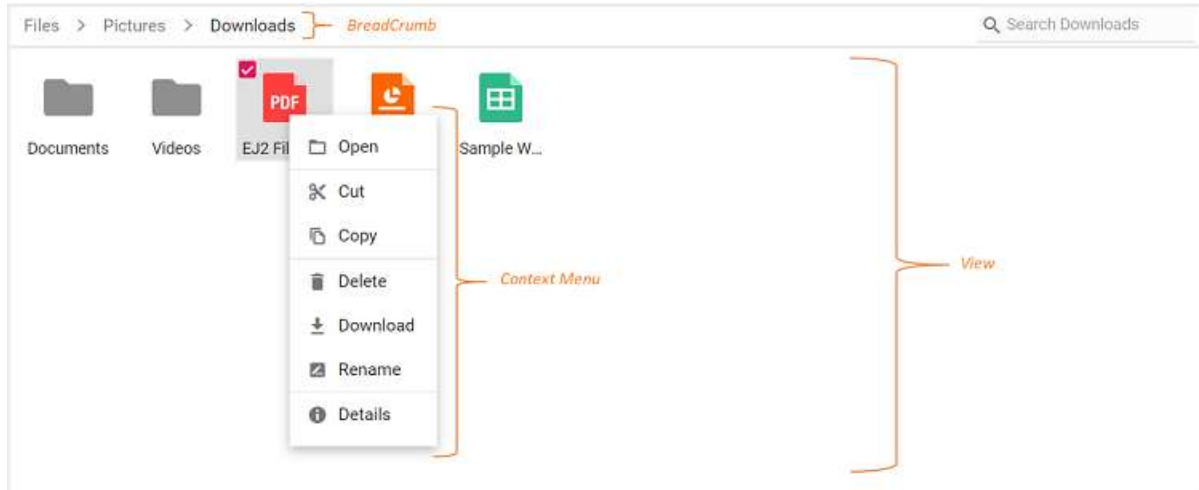 Files > Pictures > Downloads BreadCrumb Search Downloads
PDF
Documents Videos EJ2 Fil Sample W...
Open
Cut
Copy
Delete
Download
Rename
Details
Context Menu
View